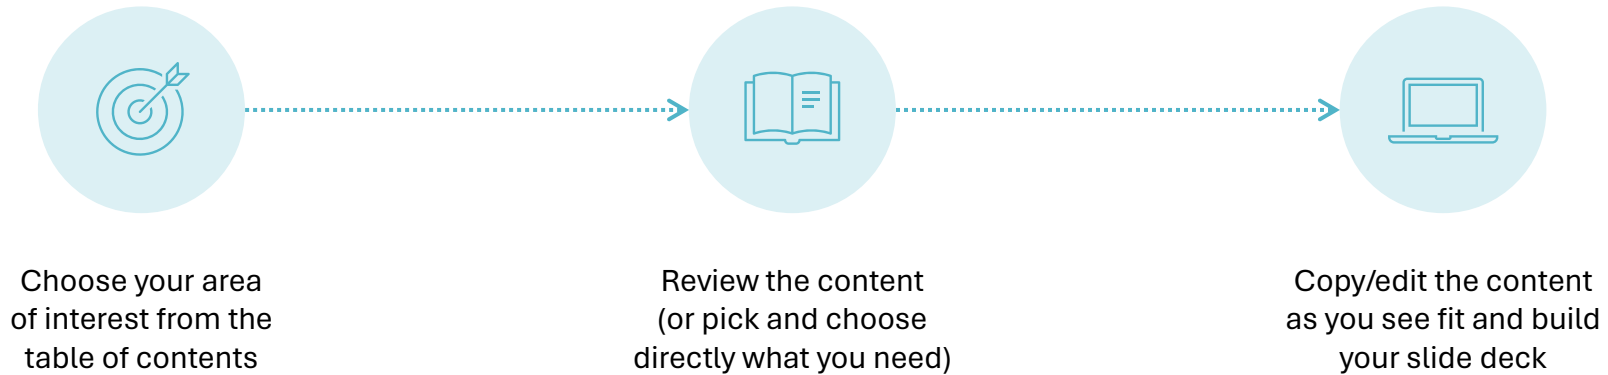 Choose your area
of interest from the
table of contents
Review the content
(or pick and choose
directly what you need)
Copy/edit the content
as you see fit and build
your slide deck